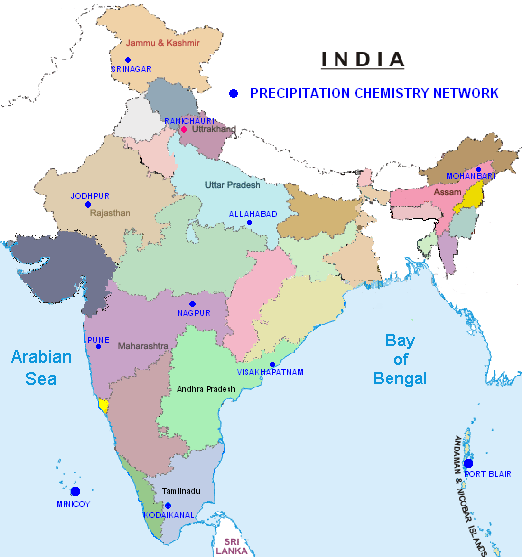 Jammu & Kashmir
SRINAGAR
INDIA
PRECIPITATION CHEMISTRY NETWORK
RANICHAURI
Uttrakhand
MOHANBARI
Assam
Uttar Pradesh
JODHPUR
Rajasthan
ALLAHABAD
NAGPUR
PUNE
Maharashtra
Arabian
Sea
Bay
of
Bengal
VISAKHAPATNAM
Andhra Pradesh
ANDAMAN & NICUBAR ISLANDS
PORT BLAIR
Tamilnadu
MINICOY
KODAIKANAL
SRI
LANKA